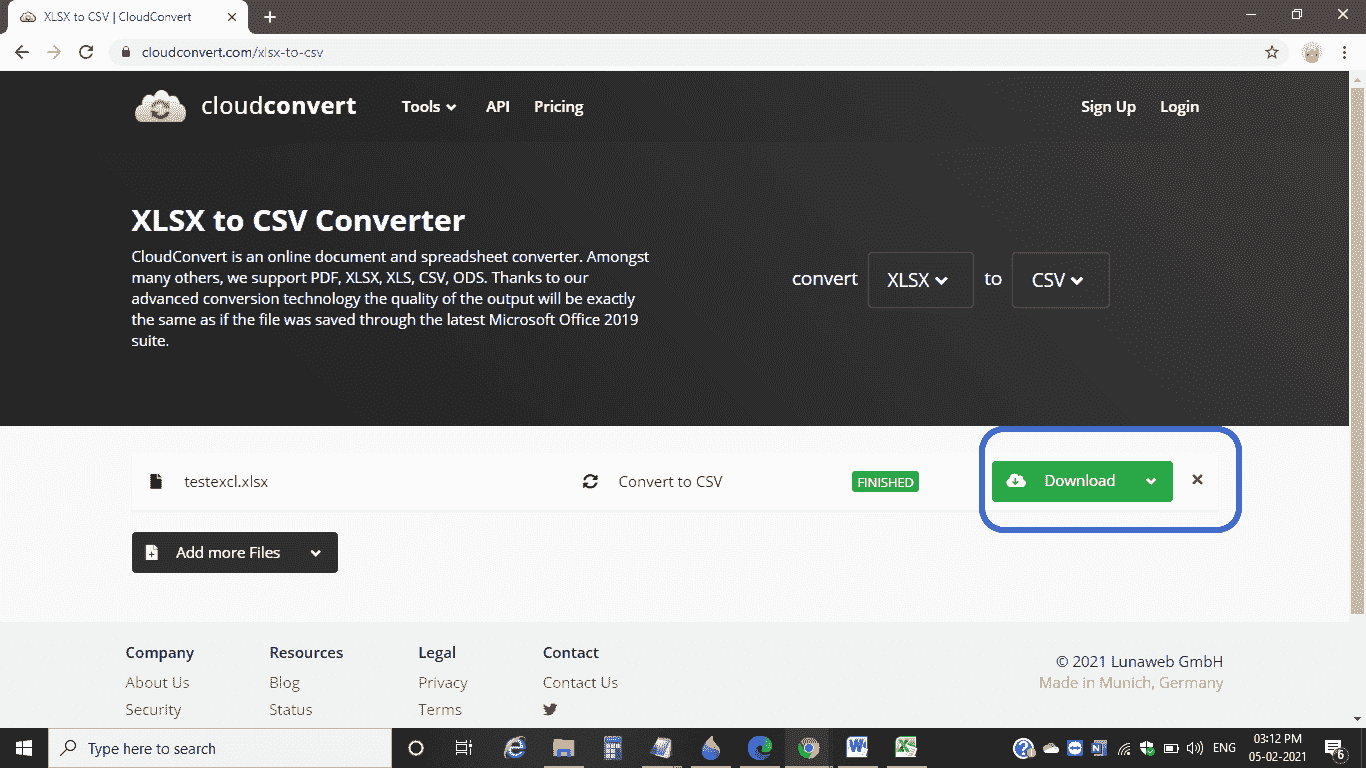 XLSX to CSV | CloudConvert
cloudconvert.com/xlsx-to-csv
cloudconvert Tools API Pricing Sign Up Login
XLSX to CSV Converter
CloudConvert is an online document and spreadsheet converter. Amongst
many others, we support PDF, XLSX, XLS, CSV, ODS. Thanks to our
advanced conversion technology the quality of the output will be exactly
the same as if the file was saved through the latest Microsoft Office 2019
suite.
convert XLSX to CSV
testexcl.xlsx Convert to CSV FINISHED Download
Add more Files
Company Resources Legal Contact
About Us Blog Privacy Contact Us
Security Status Terms
© 2021 Lunaweb GmbH
Made in Munich, Germany
Type here to search
ENG
03:12 PM
05-02-2021
6